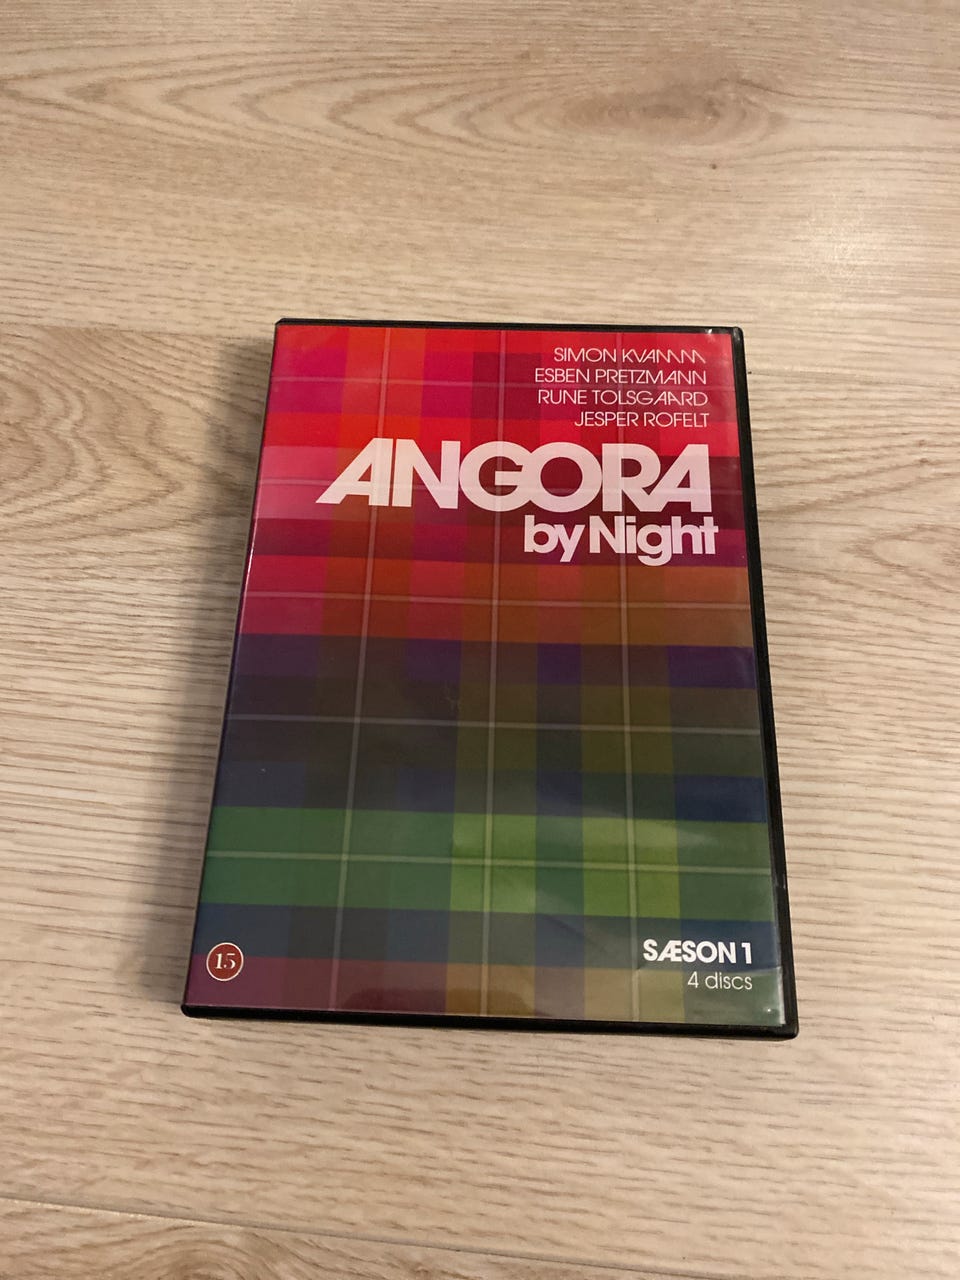 SIMON KVAMM
ESBEN PRETZMANN
RUNE TOLSGAARD
JESPER ROFELT
ANGORA
by Night
SÆSON 1
4 discs
15